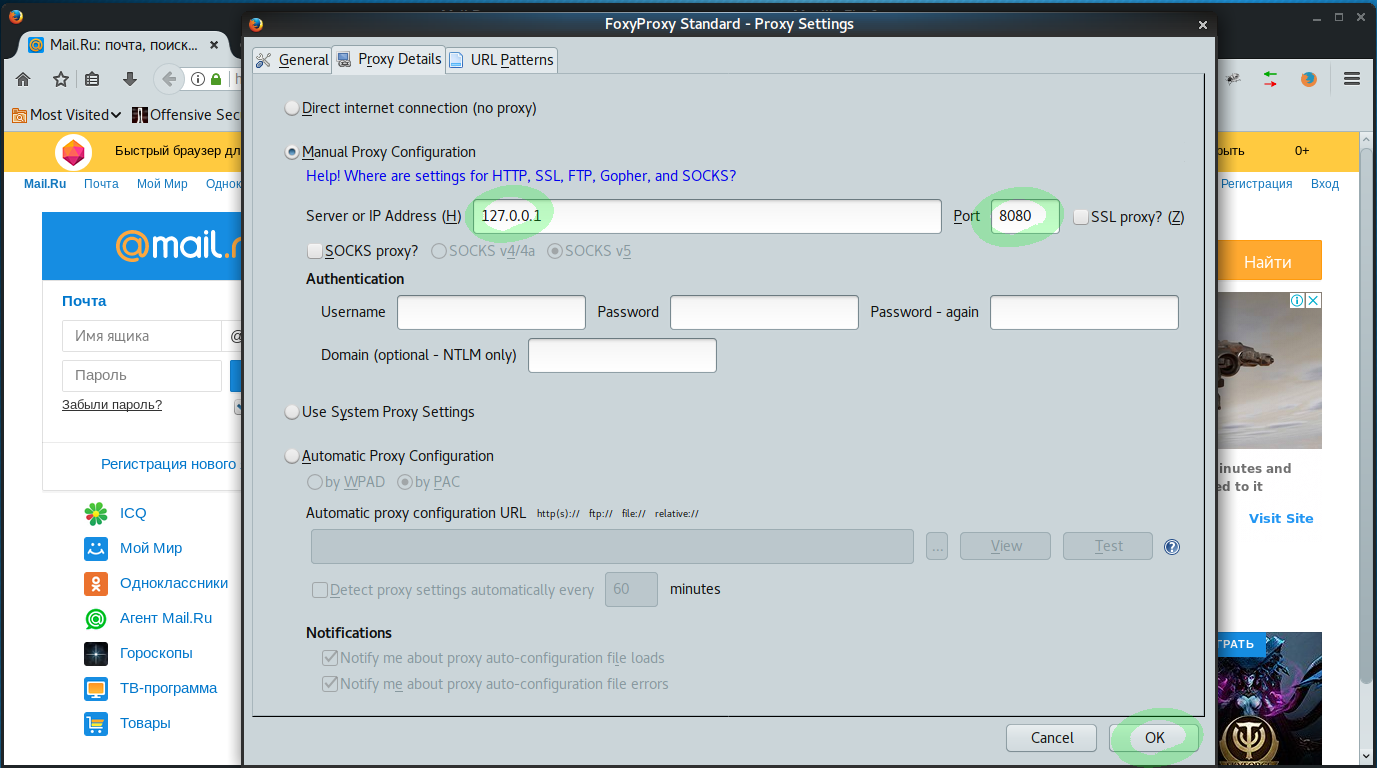 FoxyProxy Standard - Proxy Settings
Mail.Ru: почта, поиск...
General
Proxy Details
URL Patterns
Most Visited
Offensive Sec
Direct internet connection (no proxy)
Быстрый браузер дл
рыть
0+
Manual Proxy Configuration
Help! Where are settings for HTTP, SSL, FTP, Gopher, and SOCKS?
Mail.Ru
Почта
Мой Мир
Однок
Регистрация
Вход
Server or IP Address (H)
127.0.0.1
Port
8080
SSL proxy? (Z)
@mail.r
SOCKS proxy?
SOCKS v4/4a
SOCKS v5
Найти
Authentication
Почта
Username
Password
Password - again
Имя ящика
@
Domain (optional - NTLM only)
Пароль
Забыли пароль?
Use System Proxy Settings
Automatic Proxy Configuration
Регистрация нового
by WPAD
by PAC
inutes and
ed to it
Automatic proxy configuration URL
http(s)://
ftp://
file://
relative://
Visit Site
ICQ
Мой Мир
...
View
Test
?
Одноклассники
Detect proxy settings automatically every
60
minutes
Агент Mail.Ru
Notifications
ГРАТЬ
Гороскопы
Notify me about proxy auto-configuration file loads
ТВ-программа
Notify me about proxy auto-configuration file errors
Товары
Cancel
OK